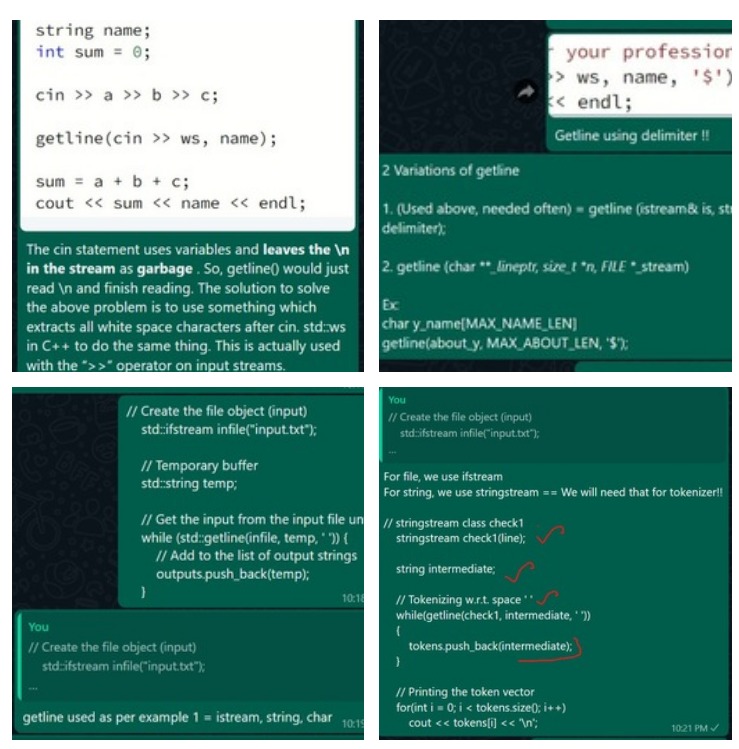 string name;
int sum = 0;
cin >> a >> b >> c;
getline(cin >> ws, name);
sum = a + b + c;
cout << sum << name << endl;
The cin statement uses variables and leaves the \n
in the stream as garbage . So, getline() would just
read \n and finish reading. The solution to solve
the above problem is to use something which
extracts all white space characters after cin. std::ws
in C++ to do the same thing. This is actually used
with the ">>" operator on input streams.
your profession
>> ws, name, '$')
<< endl;
Getline using delimiter !!
2 Variations of getline
1. (Used above, needed often) = getline (istream& is, st
delimiter);
2. getline (char **_lineptr, size_t *n, FILE *_stream)
Ex:
char y_name[MAX_NAME_LEN]
getline(about_y, MAX_ABOUT_LEN, '$');
// Create the file object (input)
std::ifstream infile("input.txt");
// Temporary buffer
std::string temp;
// Get the input from the input file un
while (std::getline(infile, temp, ' ')) {
// Add to the list of output strings
outputs.push_back(temp);
}
10:18
You
// Create the file object (input)
std::ifstream infile("input.txt");
...
getline used as per example 1 = istream, string, char
10:19
You
// Create the file object (input)
std::ifstream infile("input.txt");
...
For file, we use ifstream
For string, we use stringstream == We will need that for tokenizer!!
// stringstream class check1
stringstream check1(line);
string intermediate;
// Tokenizing w.r.t. space ' '
while(getline(check1, intermediate, ' '))
{
tokens.push_back(intermediate);
}
// Printing the token vector
for(int i = 0; i < tokens.size(); i++)
cout << tokens[i] << "\n";
10:21 PM